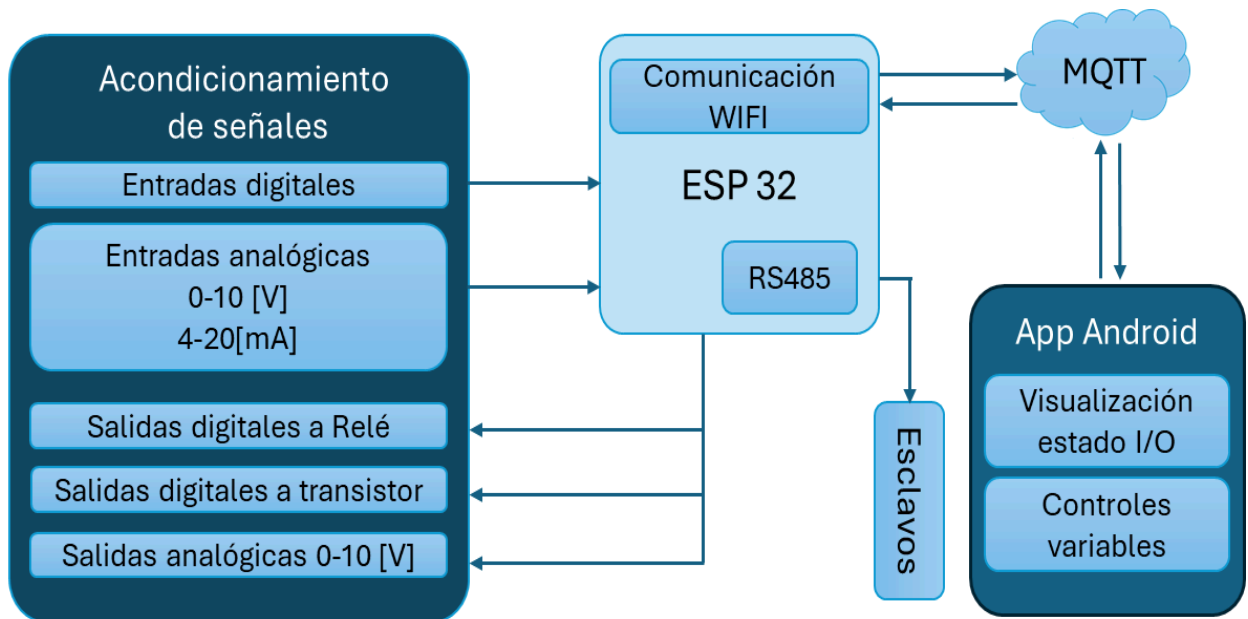 Acondicionamiento
de señales
Entradas digitales
Entradas analógicas
0-10 [V]
4-20[mA]
Salidas digitales a Relé
Salidas digitales a transistor
Salidas analógicas 0-10 [V]
Comunicación
WIFI
ESP 32
RS485
Esclavos
MQTT
App Android
Visualización
estado I/O
Controles
variables